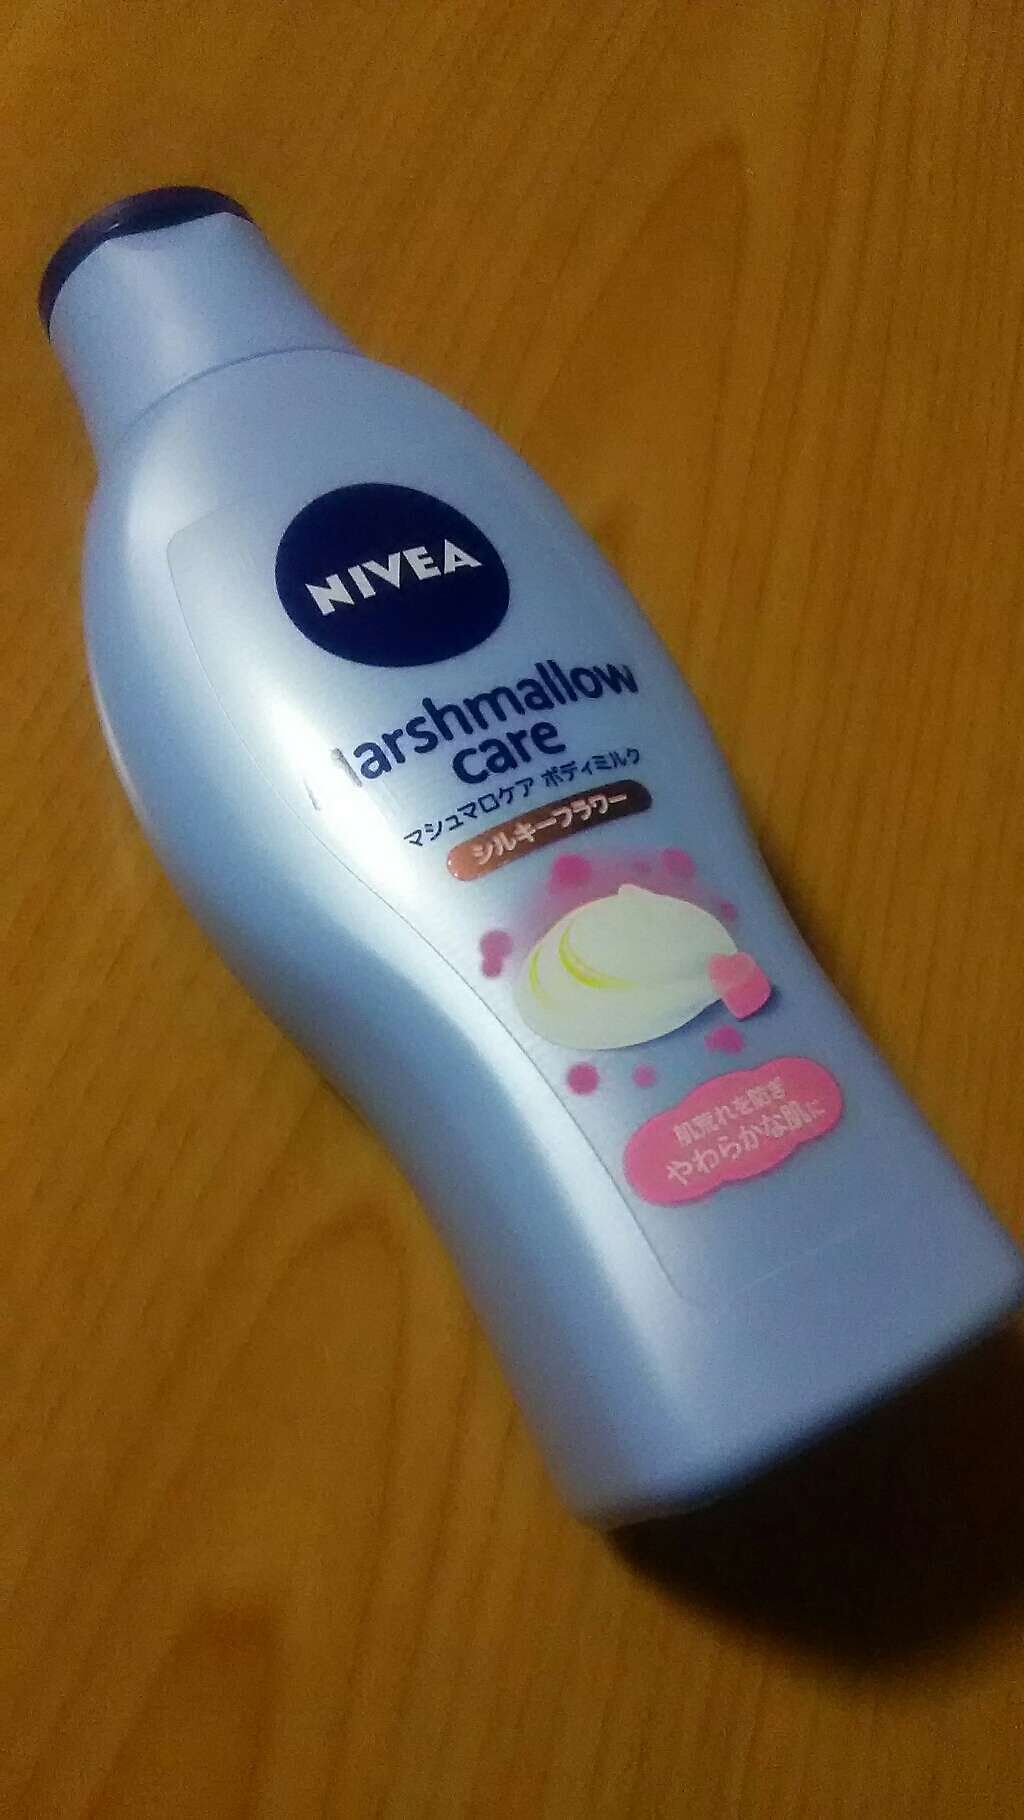 NIVEA
Marshmallow
care
マシュマロケア ボディミルク
シルキーフラワー
肌荒れを防ぎ
やわらかな肌に